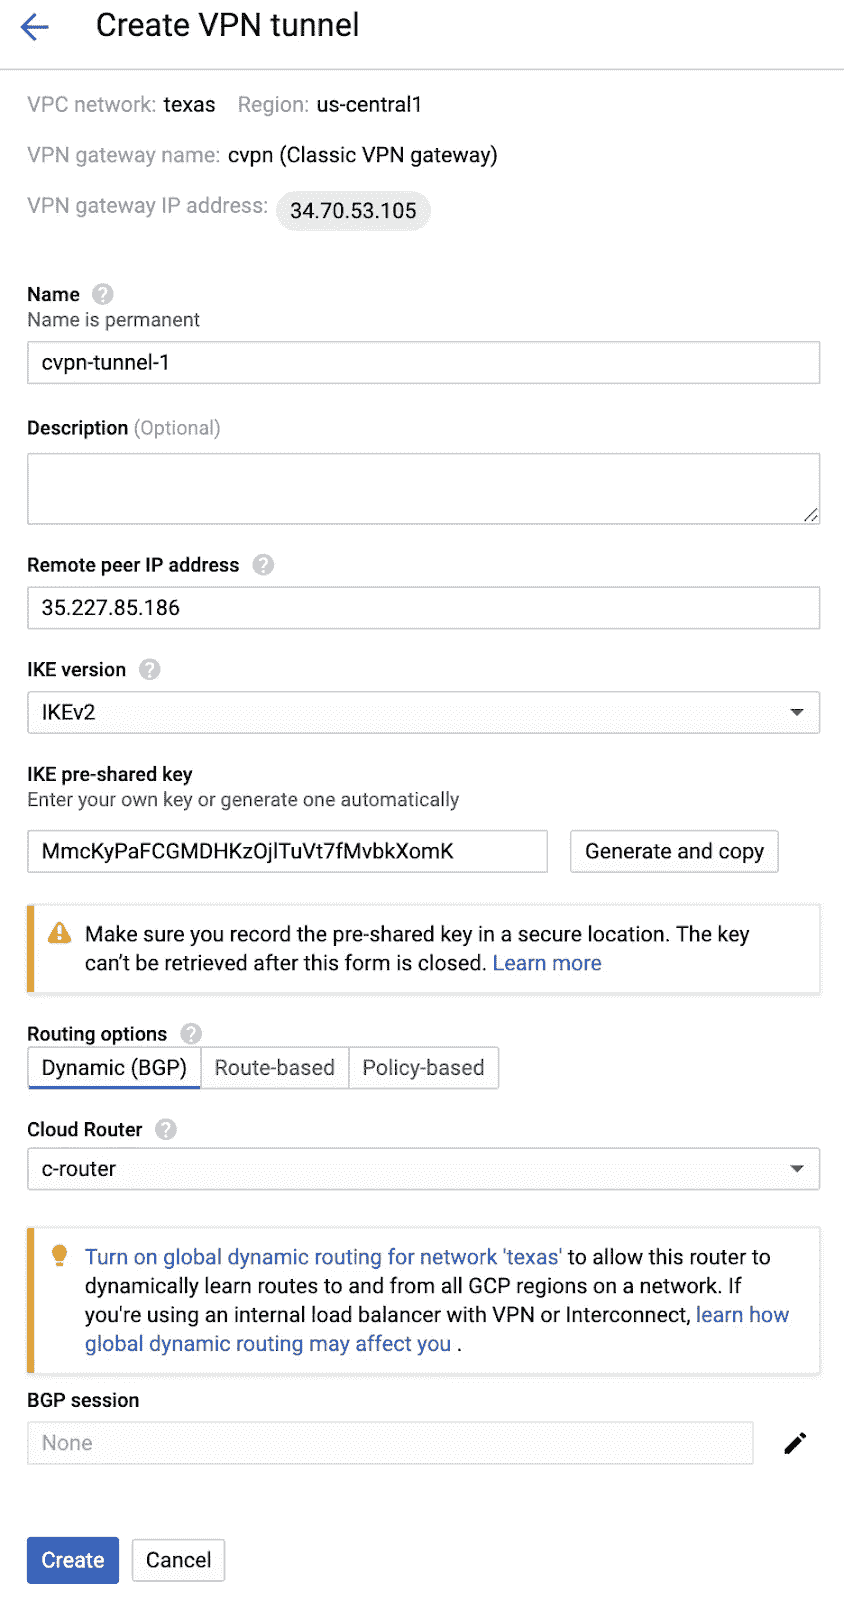 Create VPN tunnel
VPC network: texas Region: us-central1
VPN gateway name: cvpn (Classic VPN gateway)
VPN gateway IP address: 34.70.53.105
Name
Name is permanent
cvpn-tunnel-1
Description (Optional)
Remote peer IP address
35.227.85.186
IKE version
IKEv2
IKE pre-shared key
Enter your own key or generate one automatically
MmcKyPaFCGMDHKzOjlTuVt7fMvbkXomK Generate and copy
Make sure you record the pre-shared key in a secure location. The key
can’t be retrieved after this form is closed. Learn more
Routing options
Dynamic (BGP) Route-based Policy-based
Cloud Router
c-router
Turn on global dynamic routing for network 'texas' to allow this router to
dynamically learn routes to and from all GCP regions on a network. If
you're using an internal load balancer with VPN or Interconnect, learn how
global dynamic routing may affect you .
BGP session
None
Create Cancel